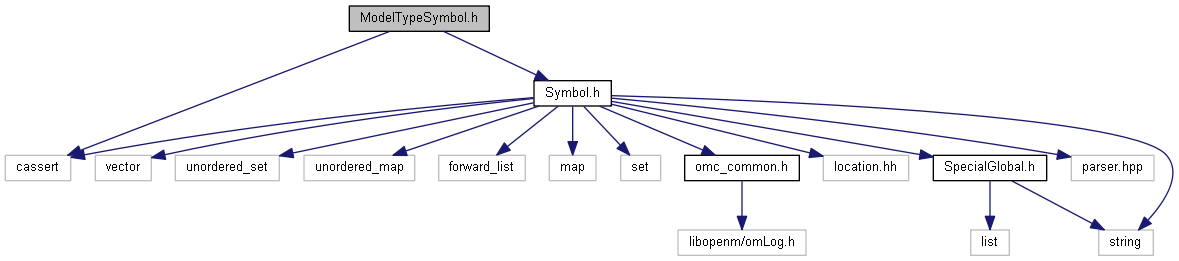 ModelTypeSymbol.h
Symbol.h
cassert
vector
unordered_set
unordered_map
forward_list
map
set
omc_common.h
location.hh
SpecialGlobal.h
parser.hpp
libopenm/omLog.h
list
string